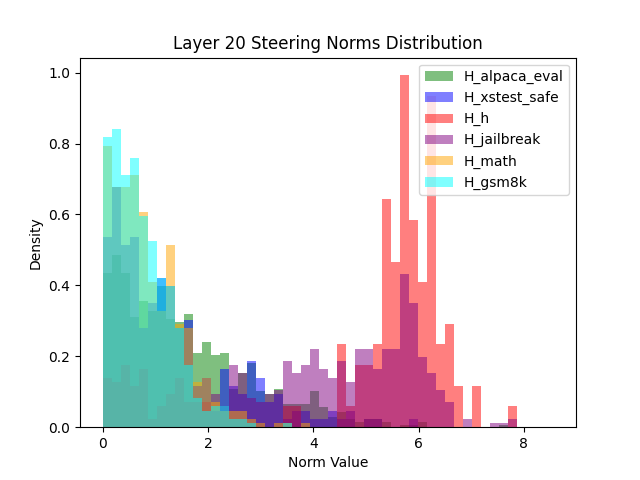 Layer 20 Steering Norms Distribution
1.0
0.8
0.6
0.4
0.2
0.0
Density
H_alpaca_eval
H_xstest_safe
H_h
H_jailbreak
H_math
H_gsm8k
0 2 4 6 8
Norm Value